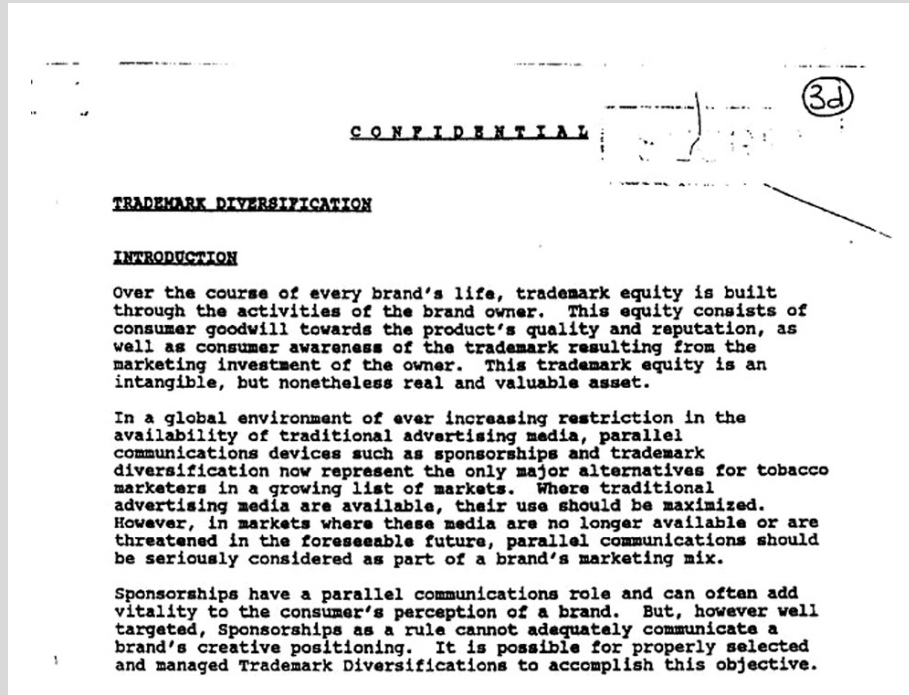 3d
CONFIDENTIAL
TRADEMARK DIVERSIFICATION
INTRODUCTION
Over the course of every brand's life, trademark equity is built
through the activities of the brand owner. This equity consists of
consumer goodwill towards the product's quality and reputation, as
well as consumer awareness of the trademark resulting from the
marketing investment of the owner. This trademark equity is an
intangible, but nonetheless real and valuable asset.
In a global environment of ever increasing restriction in the
availability of traditional advertising media, parallel
communications devices such as sponsorships and trademark
diversification now represent the only major alternatives for tobacco
marketers in a growing list of markets. Where traditional
advertising media are available, their use should be maximized.
However, in markets where these media are no longer available or are
threatened in the foreseeable future, parallel communications should
be seriously considered as part of a brand's marketing mix.
Sponsorships have a parallel communications role and can often add
vitality to the consumer's perception of a brand. But, however well
targeted, Sponsorships as a rule cannot adequately communicate a
brand's creative positioning. It is possible for properly selected
and managed Trademark Diversifications to accomplish this objective.